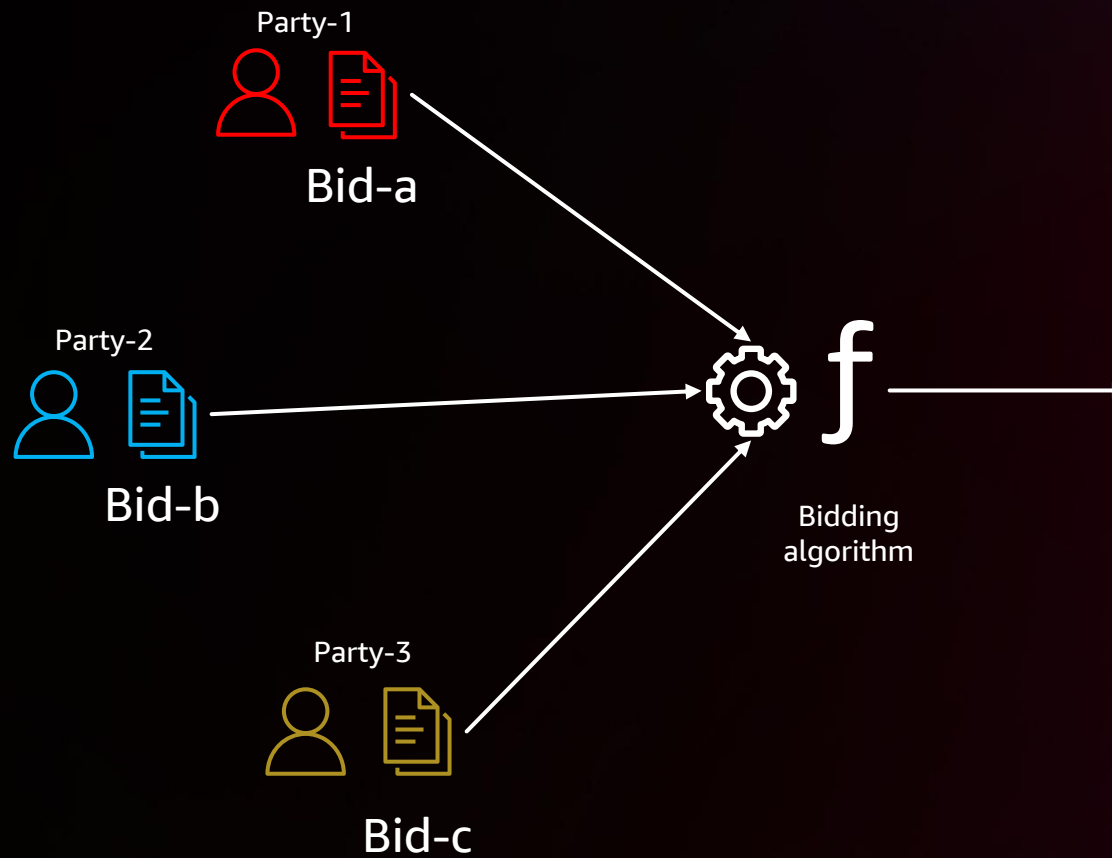 Party-1
Bid-a
Party-2
Bid-b
ƒ
Bidding
algorithm
Party-3
Bid-c